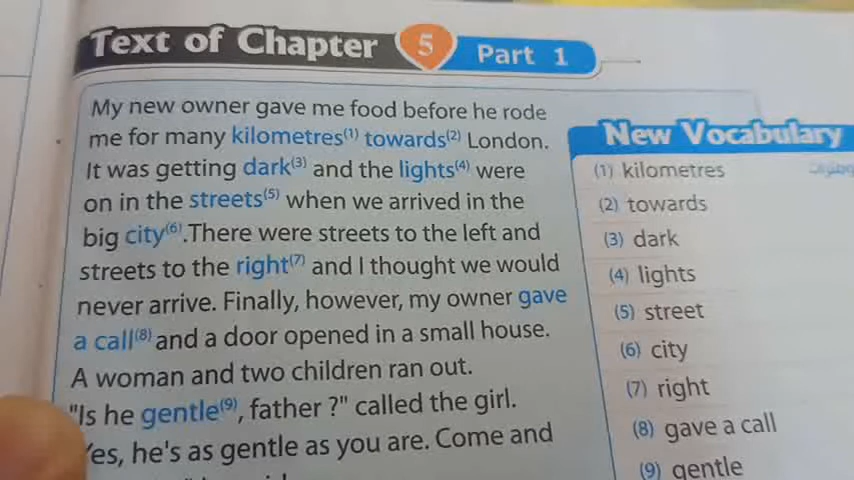 Text of Chapter 5 Part 1
My new owner gave me food before he rode
me for many kilometres(1) towards(2) London.
It was getting dark(3) and the lights(4) were
on in the streets(5) when we arrived in the
big city(6).There were streets to the left and
streets to the right(7) and I thought we would
never arrive. Finally, however, my owner gave
a call(8) and a door opened in a small house.
A woman and two children ran out.
"Is he gentle(9), father ?" called the girl.
Yes, he's as gentle as you are. Come and
New Vocabulary
(1) kilometres
(2) towards
(3) dark
(4) lights
(5) street
(6) city
(7) right
(8) gave a call
(9) gentle